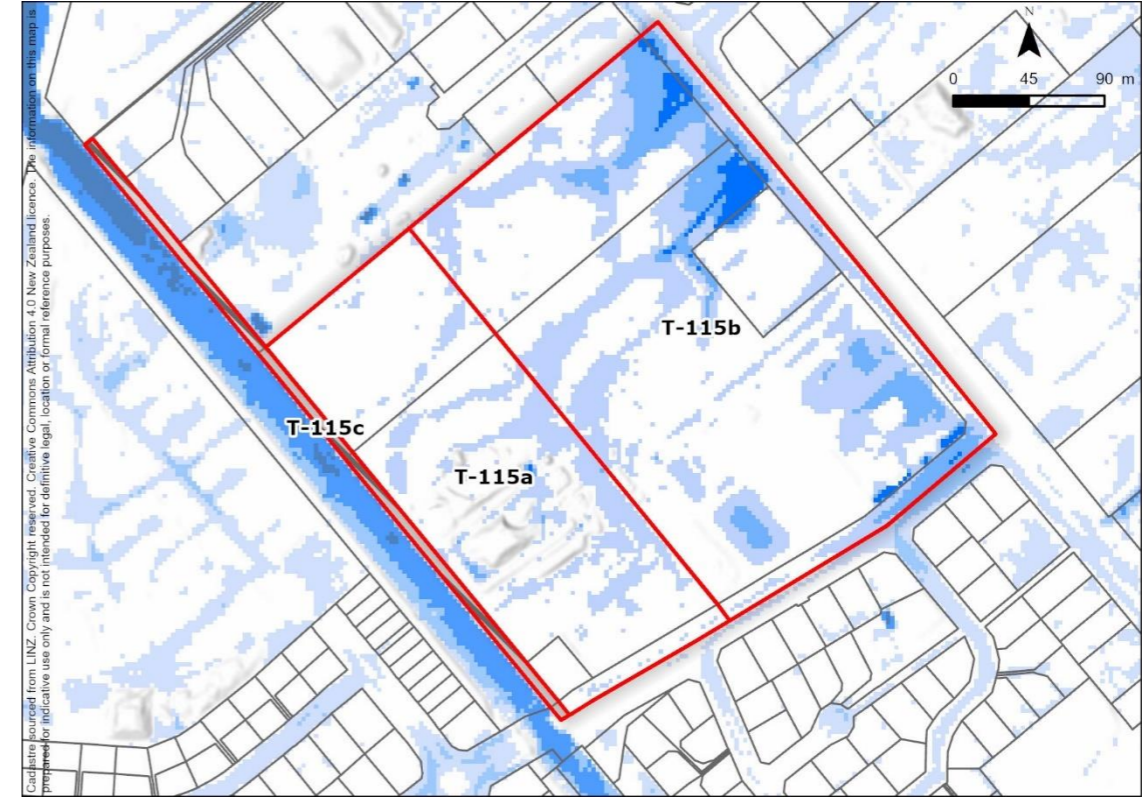 N
0 45 90 m
T-115b
T-115c
T-115a
Cadastre sourced from LINZ. Crown Copyright reserved. Creative Commons Attribution 4.0 New Zealand licence. The information on this map is
prepared for indicative use only and is not intended for definitive legal, location or formal reference purposes.